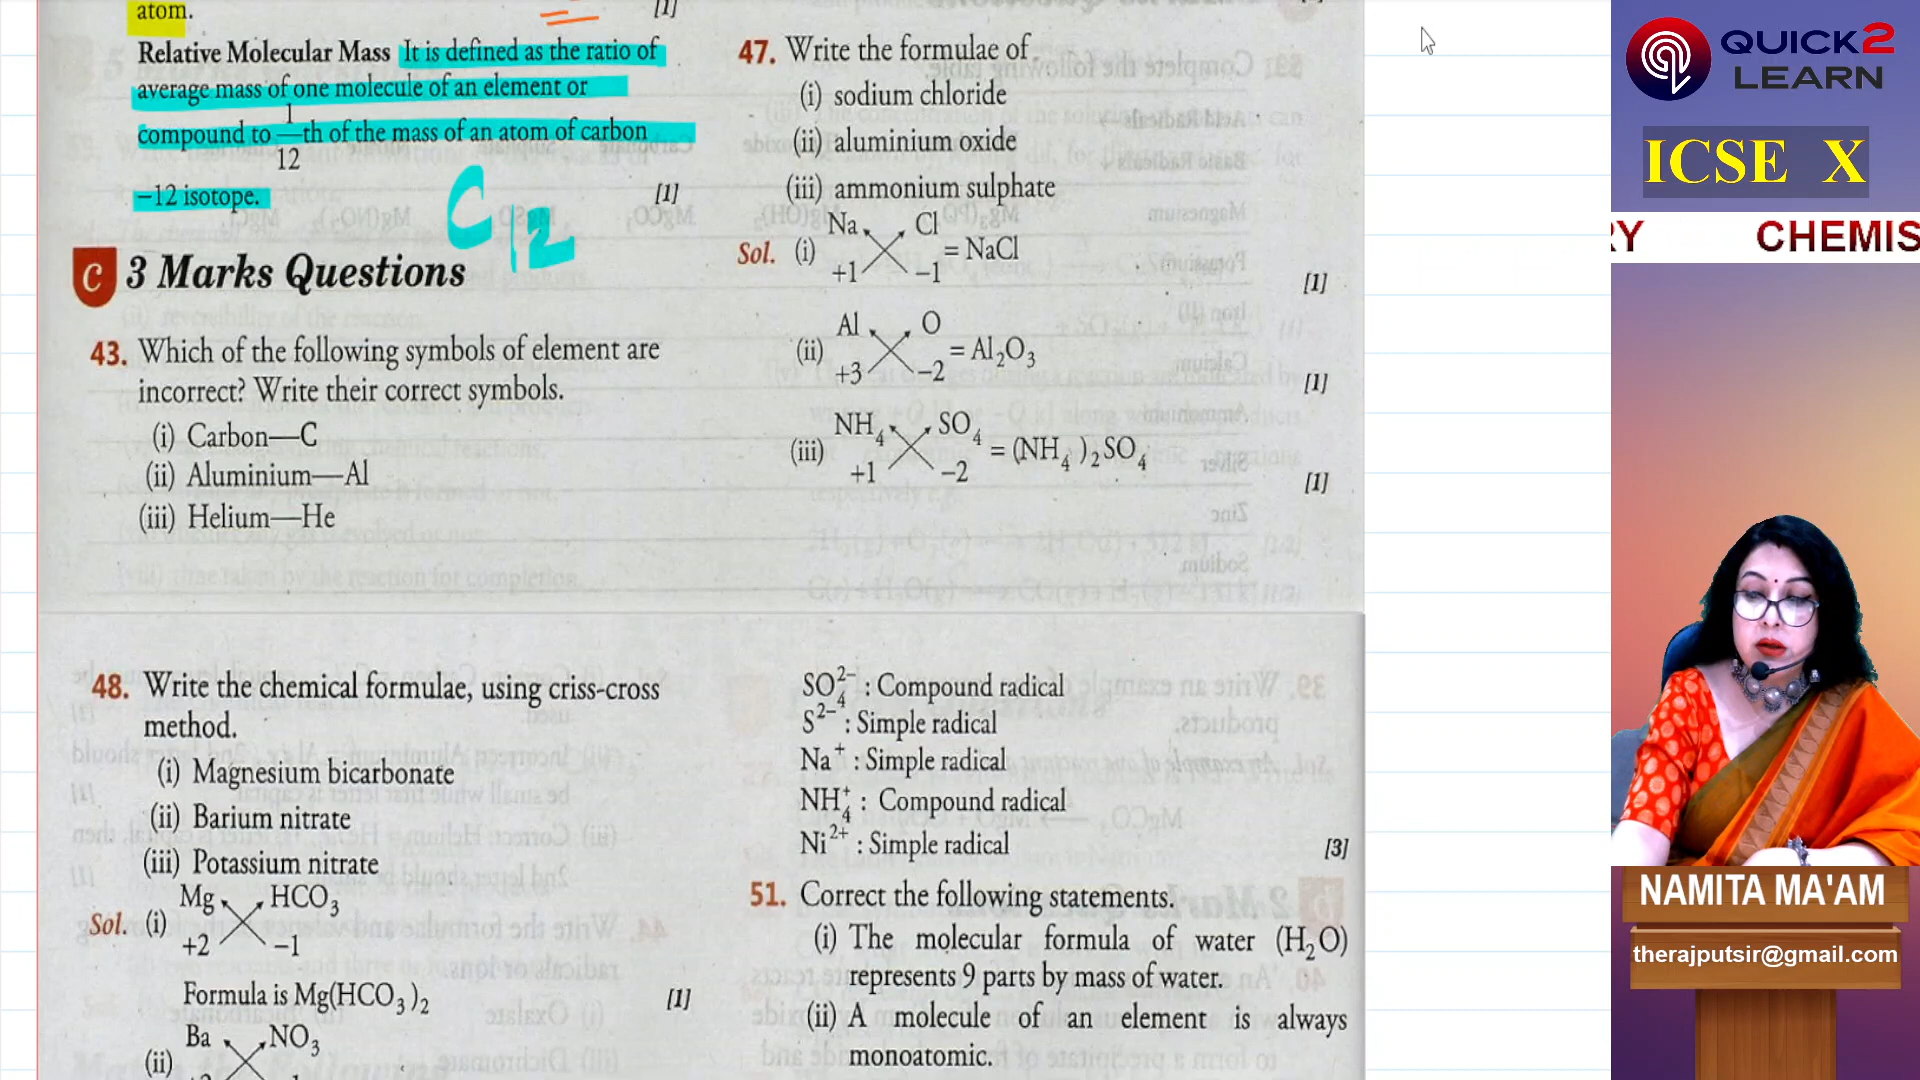 atom.
[1]
Relative Molecular Mass It is defined as the ratio of
average mass of one molecule of an element or
compound to 1/12 th of the mass of an atom of carbon
–12 isotope.
[1]
C12
C 3 Marks Questions
43. Which of the following symbols of element are
incorrect? Write their correct symbols.
(i) Carbon—C
(ii) Aluminium—Al
(iii) Helium—He
47. Write the formulae of
(i) sodium chloride
(ii) aluminium oxide
(iii) ammonium sulphate
Sol. (i) Na Cl = NaCl
+1 –1
[1]
(ii) Al O = Al₂O₃
+3 –2
[1]
(iii) NH₄ SO₄ = (NH₄)₂SO₄
+1 –2
[1]
48. Write the chemical formulae, using criss-cross
method.
(i) Magnesium bicarbonate
(ii) Barium nitrate
(iii) Potassium nitrate
Sol. (i) Mg HCO₃
+2 –1
Formula is Mg(HCO₃)₂
[1]
(ii) Ba NO₃
SO₄²⁻ : Compound radical
S²⁻ : Simple radical
Na⁺ : Simple radical
NH₄⁺ : Compound radical
Ni²⁺ : Simple radical
[3]
51. Correct the following statements.
(i) The molecular formula of water (H₂O)
represents 9 parts by mass of water.
(ii) A molecule of an element is always
monoatomic.
QUICK2
LEARN
ICSE X
RY CHEMIS
NAMITA MA'AM
therajputsir@gmail.com